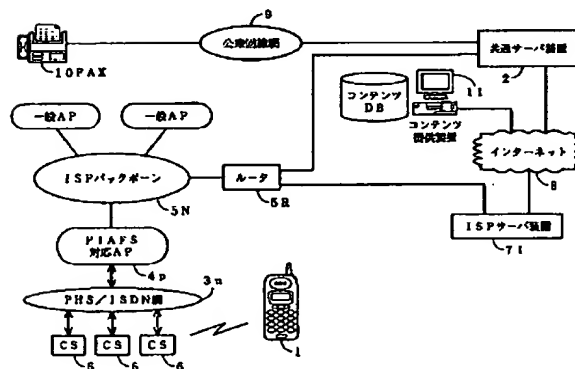 9
公衆回線網
共通サーバ装置
10FAX
2
11
コンテンツ
DB
コンテンツ
提供装置
一般AP
一般AP
インターネット
8
ISPバックボーン
ルータ
5N
5R
ISPサーバ装置
7I
PIAFS
対応AP
4p
PHS/ISDN網
3n
CS
CS
CS
6
6
6
1